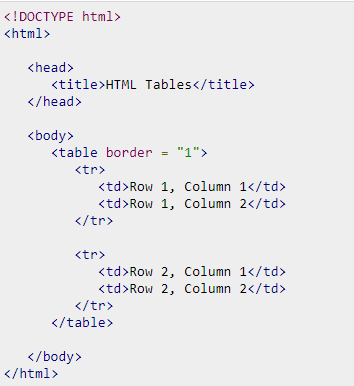 <!DOCTYPE html>
<html>
<head>
<title>HTML Tables</title>
</head>
<body>
<table border = "1">
<tr>
<td>Row 1, Column 1</td>
<td>Row 1, Column 2</td>
</tr>
<tr>
<td>Row 2, Column 1</td>
<td>Row 2, Column 2</td>
</tr>
</table>
</body>
</html>